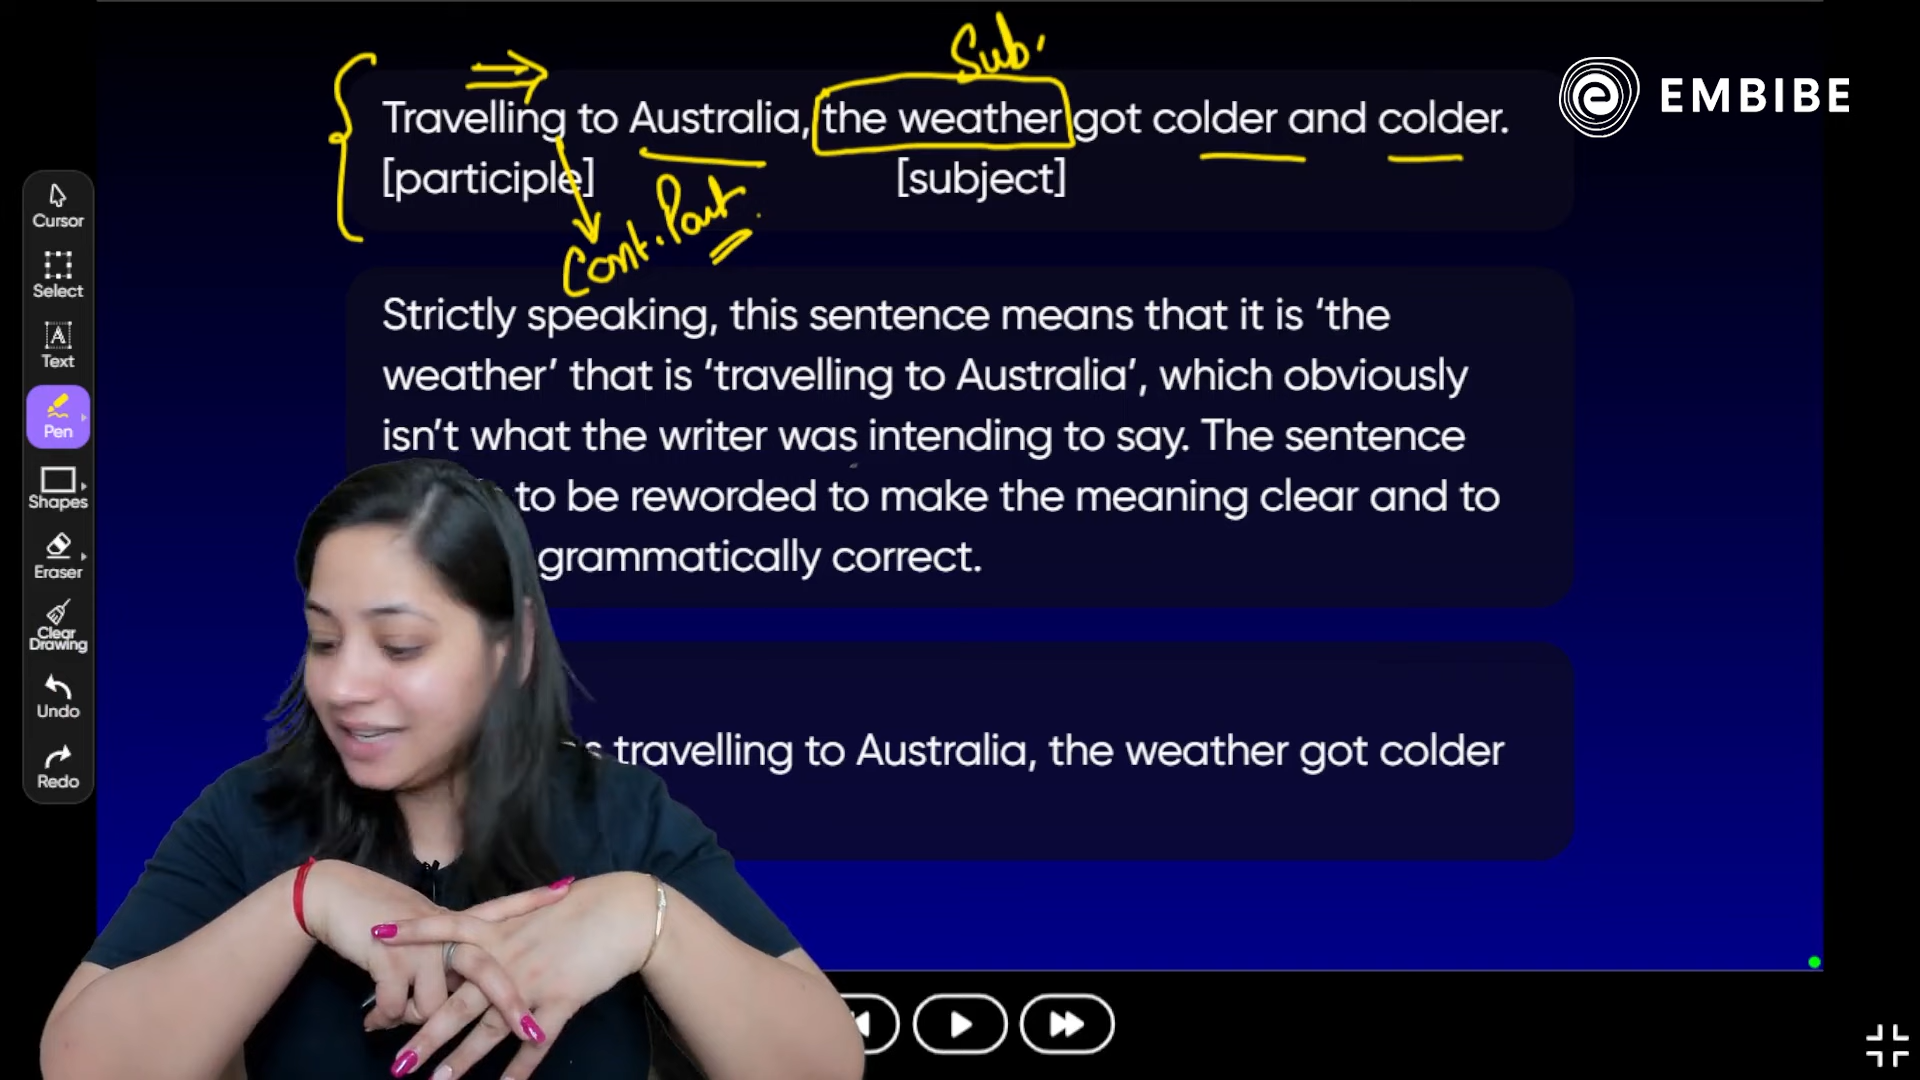 Sub.
EMBIBE
Travelling to Australia, the weather got colder and colder.
[participle] [subject]
Cont. Part.
Strictly speaking, this sentence means that it is ‘the
weather’ that is ‘travelling to Australia’, which obviously
isn’t what the writer was intending to say. The sentence
to be reworded to make the meaning clear and to
grammatically correct.
travelling to Australia, the weather got colder
Cursor
Select
A
Text
Pen
Shapes
Eraser
Clear
Drawing
Undo
Redo